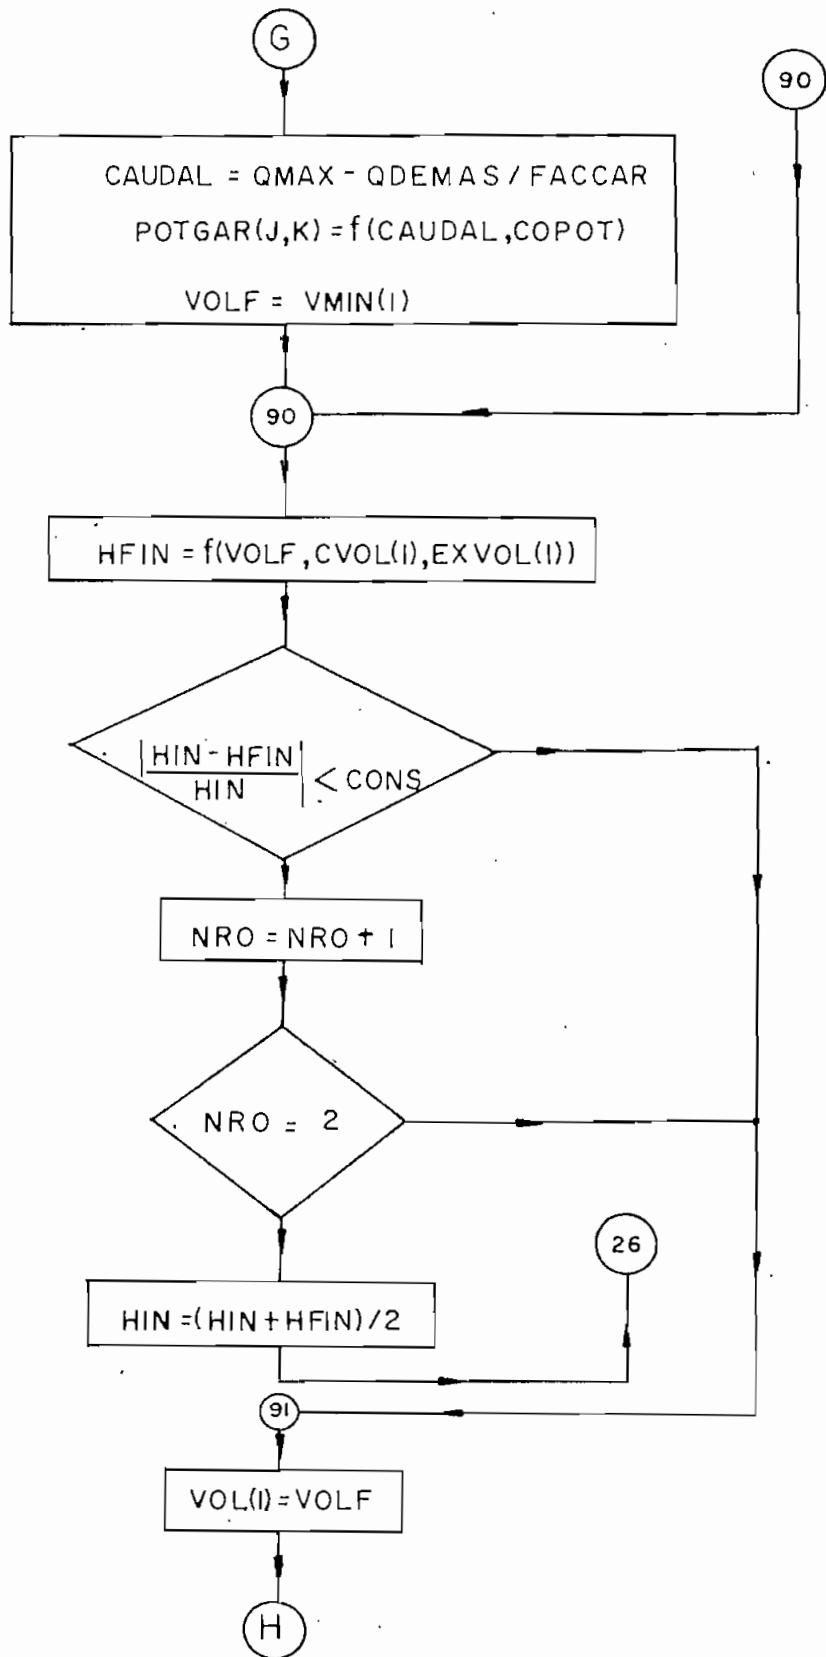 G
90
CAUDAL = QMAX - QDEMAS / FACCAR
POTGAR(J,K) = f(CAUDAL,COPOT)
VOLF = VMIN(I)
90
HFIN = f(VOLF,CVOL(I),EXVOL(I))
|HIN - HFIN
HIN| < CONS
NRO = NRO + 1
NRO = 2
26
HIN = (HIN + HFIN)/2
91
VOL(I) = VOLF
H